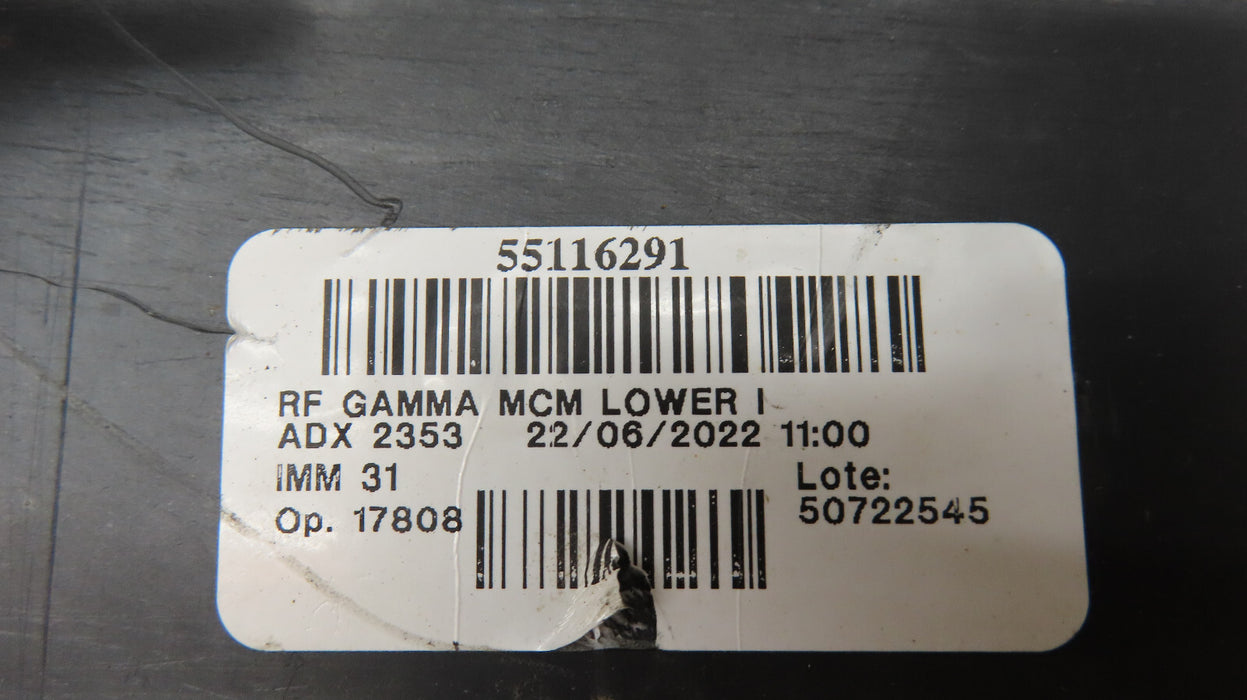 55116291
RF GAMMA MCM LOWER I
ADX 2353 22/06/2022 11:00
IMM 31 Lote:
Op. 17808 50722545